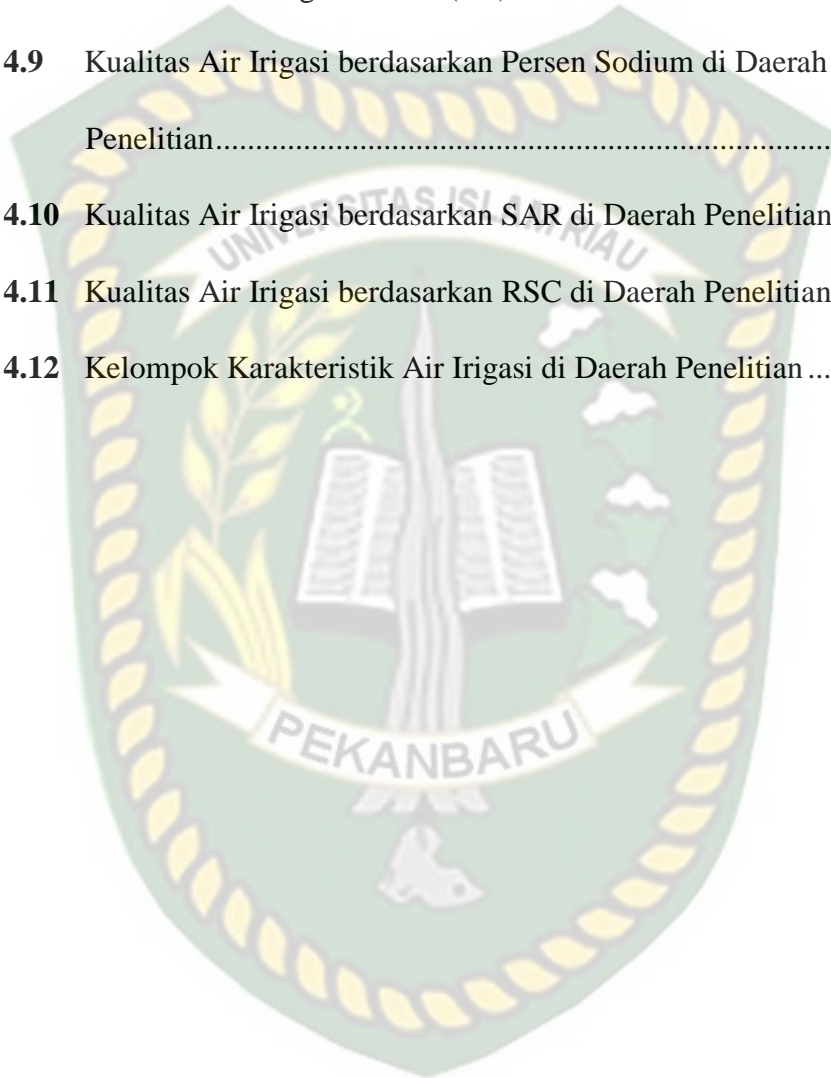 4.9 Kualitas Air Irigasi berdasarkan Persen Sodium di Daerah
Penelitian.............................................................................
4.10 Kualitas Air Irigasi berdasarkan SAR di Daerah Penelitian
4.11 Kualitas Air Irigasi berdasarkan RSC di Daerah Penelitian
4.12 Kelompok Karakteristik Air Irigasi di Daerah Penelitian ...
UNIVERSITAS ISLAM RIAU
PEKANBARU